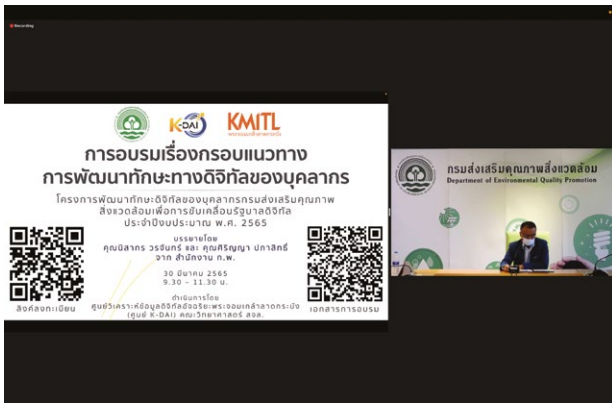 Recording
K-DAI
KMITL
การอบรมเรื่องกรอบแนวทาง
การพัฒนาทักษะทางดิจิทัลของบุคลากร
โครงการพัฒนาทักษะดิจิทัลของบุคลากรกรมส่งเสริมคุณภาพ
สิ่งแวดล้อมเพื่อการขับเคลื่อนรัฐบาลดิจิทัล
ประจำปีงบประมาณ พ.ศ. 2565
บรรยายโดย
คุณนิสากร วรจันทร์ และ คุณศิริญญา ปภาสิทธิ์
จาก สำนักงาน ก.พ.
30 มีนาคม 2565
9.30 - 11.30 น.
ดำเนินการโดย
ศูนย์วิเคราะห์ข้อมูลดิจิทัลอัจฉริยะพระจอมเกล้าลาดกระบัง
(ศูนย์ K-DAI) คณะวิทยาศาสตร์ สจล.
ลิงค์ลงทะเบียน
เอกสารการอบรม
กรมส่งเสริมคุณภาพสิ่งแวดล้อม
Department of Environmental Quality Promotion